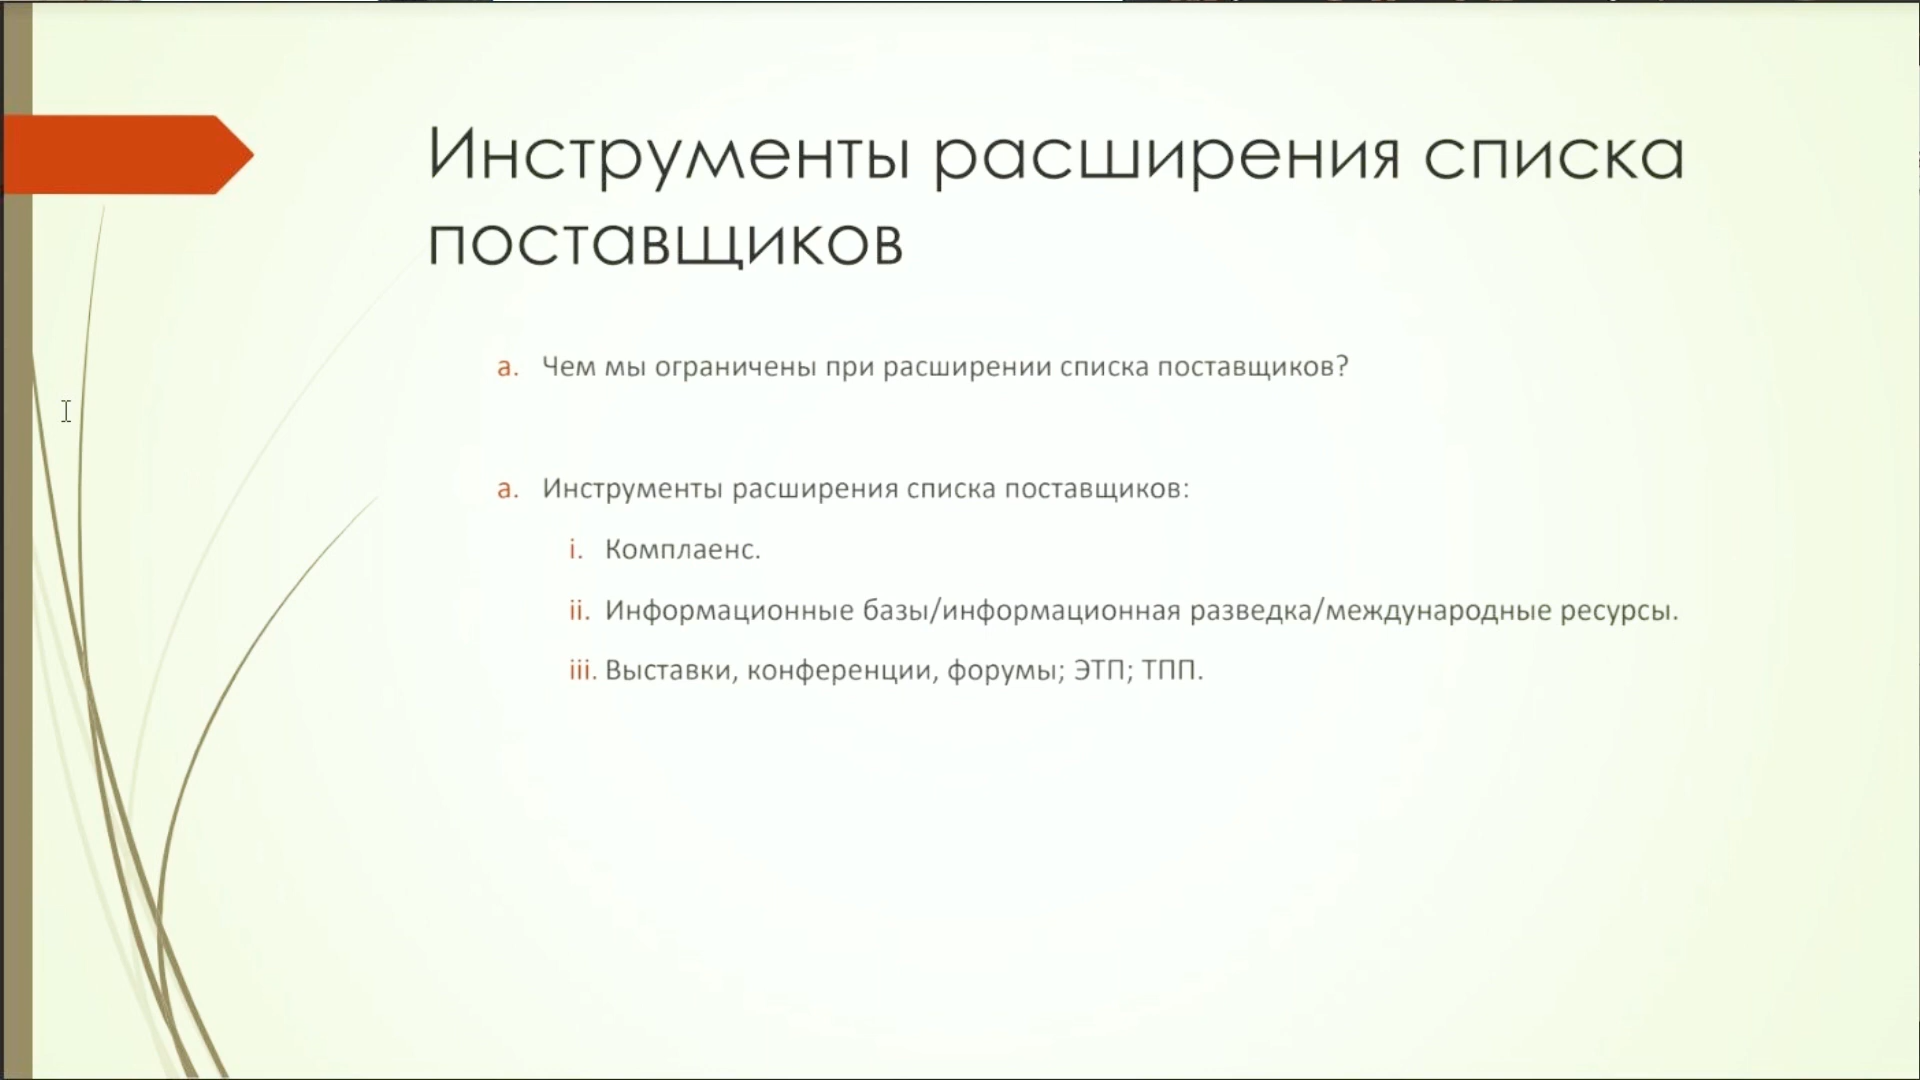 Инструменты расширения списка
поставщиков
a. Чем мы ограничены при расширении списка поставщиков?
a. Инструменты расширения списка поставщиков:
i. Комплаенс.
ii. Информационные базы/информационная разведка/международные ресурсы.
iii. Выставки, конференции, форумы; ЭТП; ТПП.